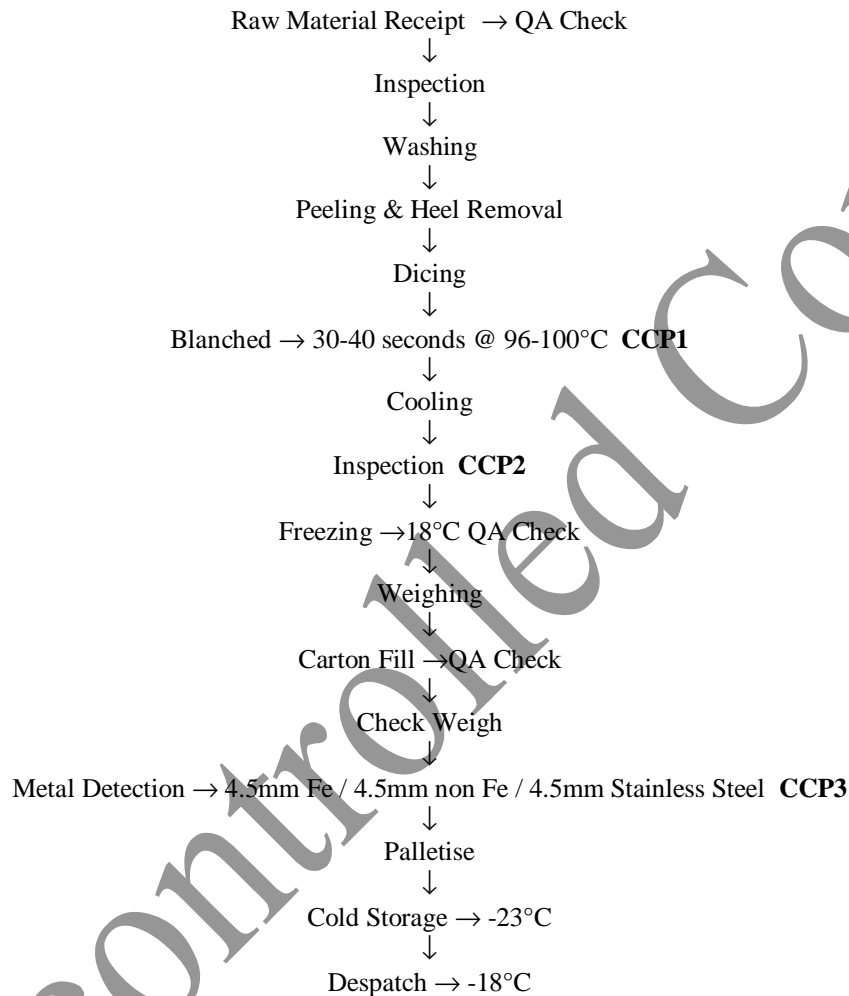 Raw Material Receipt → QA Check
↓
Inspection
↓
Washing
↓
Peeling & Heel Removal
↓
Dicing
↓
Blanched → 30-40 seconds @ 96-100°C CCP1
↓
Cooling
↓
Inspection CCP2
↓
Freezing →18°C QA Check
↓
Weighing
↓
Carton Fill →QA Check
↓
Check Weigh
↓
Metal Detection → 4.5mm Fe / 4.5mm non Fe / 4.5mm Stainless Steel CCP3
↓
Palletise
↓
Cold Storage → -23°C
↓
Despatch → -18°C
ontrolled Co